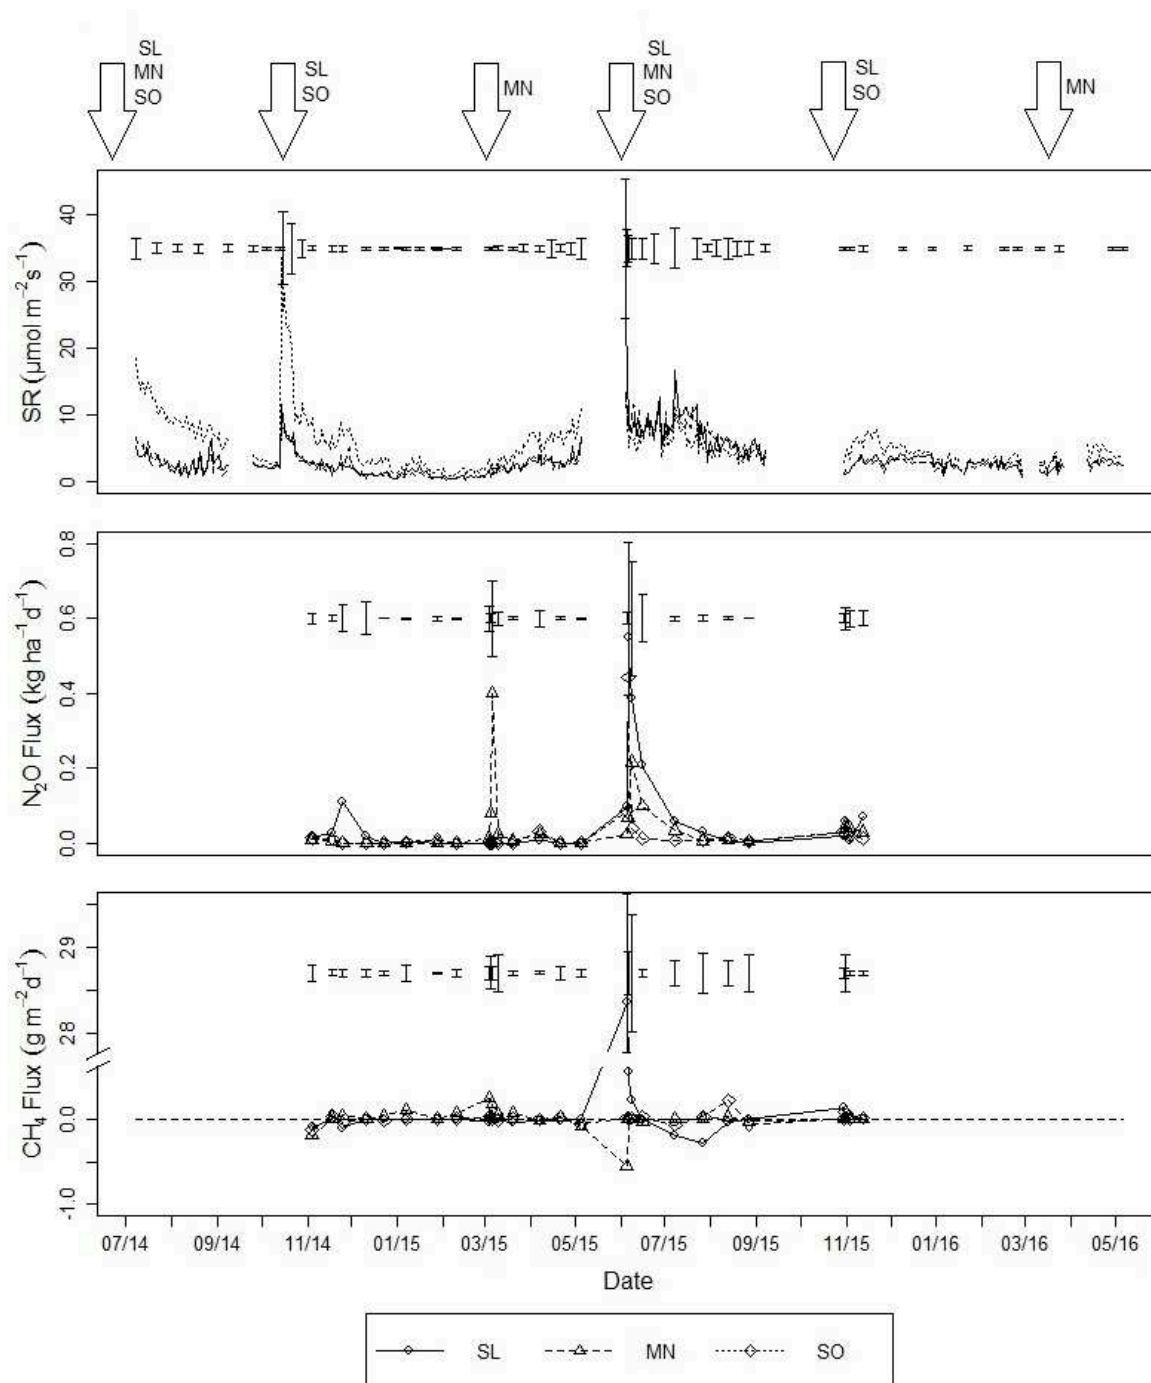 SL
MN
SO
SL
SO
MN
SL
MN
SO
SL
SO
MN
SR (µmol m⁻² s⁻¹)
40
30
20
10
0
N₂O Flux (kg ha⁻¹ d⁻¹)
0.8
0.6
0.4
0.2
0.0
CH₄ Flux (g m⁻² d⁻¹)
29
28
0.0
-1.0
07/14 09/14 11/14 01/15 03/15 05/15 07/15 09/15 11/15 01/16 03/16 05/16
Date
SL MN SO